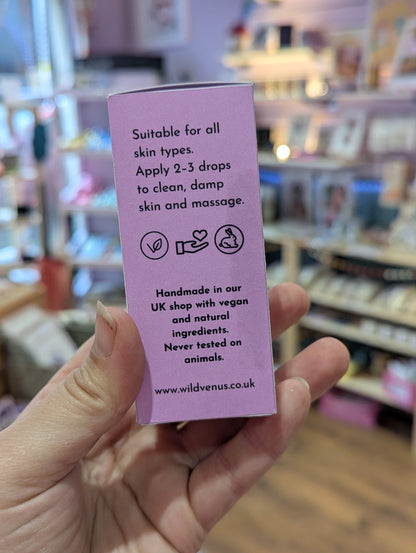 Suitable for all
skin types.
Apply 2-3 drops
to clean, damp
skin and massage.
Handmade in our
UK shop with vegan
and natural
ingredients.
Never tested on
animals.
www.wildvenus.co.uk